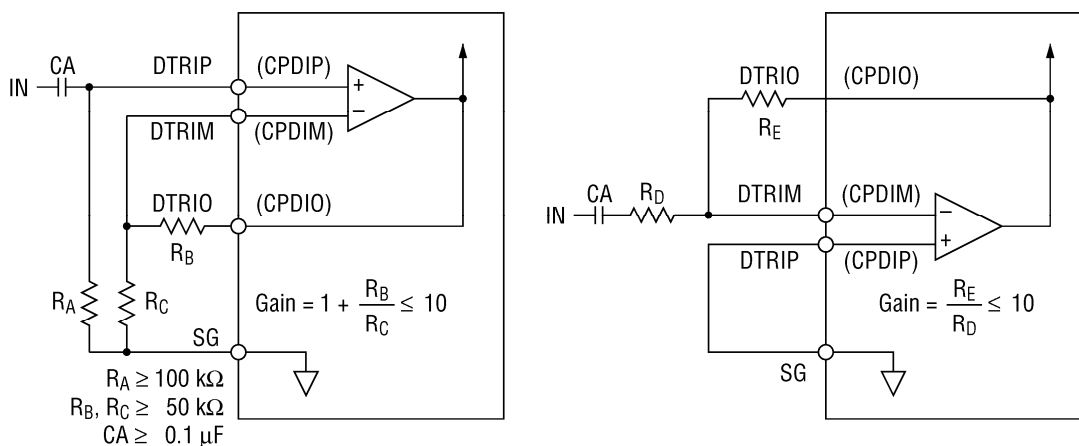 CA
IN
DTRIP
(CPDIP)
+
−
DTRIM
(CPDIM)
DTRIO
(CPDIO)
R_B
R_A
R_C
Gain = 1 + R_B/R_C ≤ 10
SG
R_A ≥ 100 kΩ
R_B, R_C ≥ 50 kΩ
CA ≥ 0.1 μF
DTRIO
(CPDIO)
R_E
CA
R_D
IN
DTRIM
(CPDIM)
−
+
DTRIP
(CPDIP)
Gain = R_E/R_D ≤ 10
SG